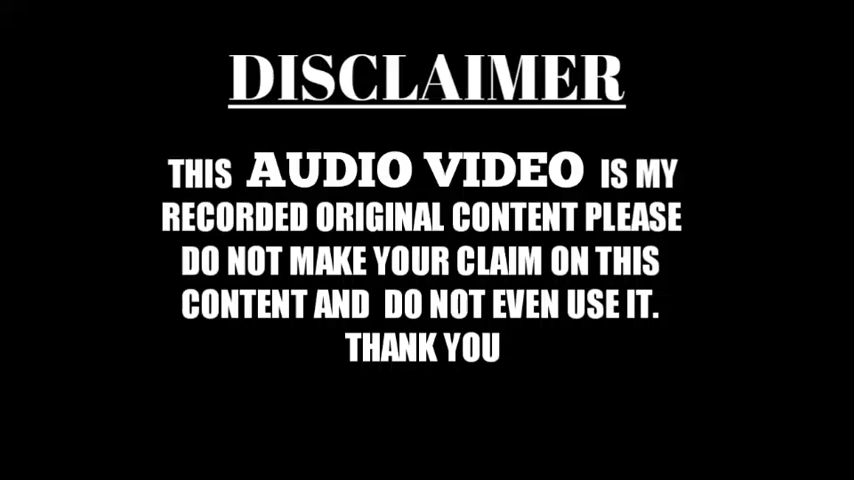 DISCLAIMER
THIS AUDIO VIDEO IS MY
RECORDED ORIGINAL CONTENT PLEASE
DO NOT MAKE YOUR CLAIM ON THIS
CONTENT AND DO NOT EVEN USE IT.
THANK YOU